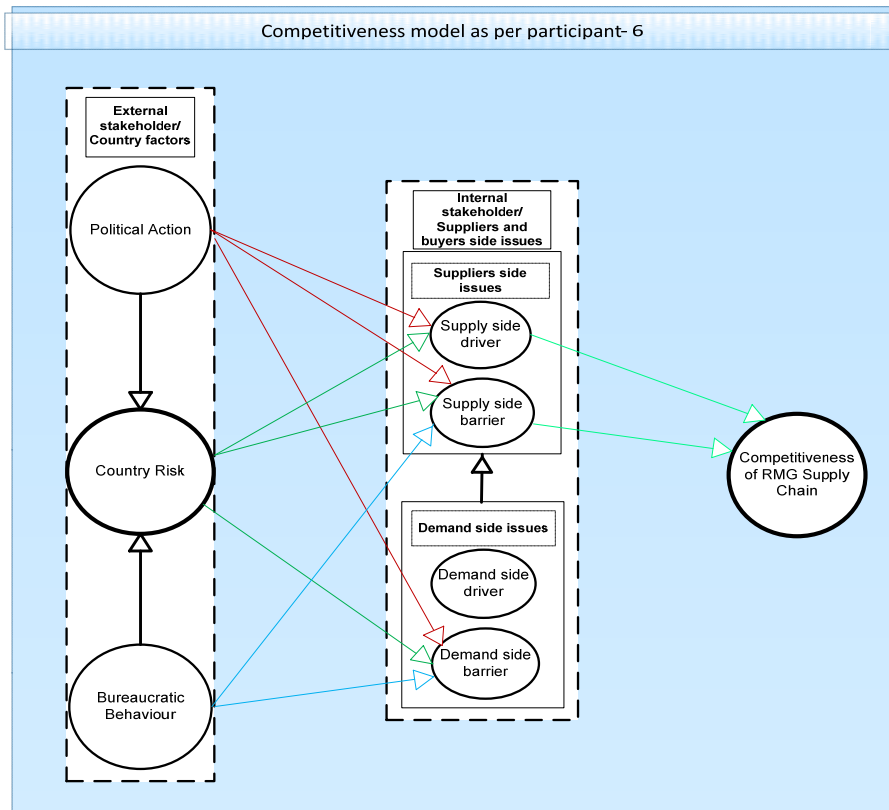 Competitiveness model as per participant- 6
External
stakeholder/
Country factors
Political Action
Country Risk
Bureaucratic
Behaviour
Internal
stakeholder/
Suppliers and
buyers side issues
Suppliers side
issues
Supply side
driver
Supply side
barrier
Demand side issues
Demand side
driver
Demand side
barrier
Competitiveness
of RMG Supply
Chain